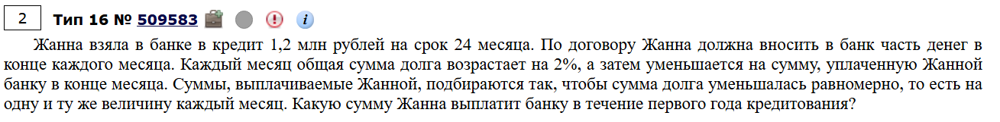 2 Тип 16 № 509583 i
Жанна взяла в банке в кредит 1,2 млн рублей на срок 24 месяца. По договору Жанна должна вносить в банк часть денег в
конце каждого месяца. Каждый месяц общая сумма долга возрастает на 2%, а затем уменьшается на сумму, уплаченную Жанной
банку в конце месяца. Суммы, выплачиваемые Жанной, подбираются так, чтобы сумма долга уменьшалась равномерно, то есть на
одну и ту же величину каждый месяц. Какую сумму Жанна выплатит банку в течение первого года кредитования?